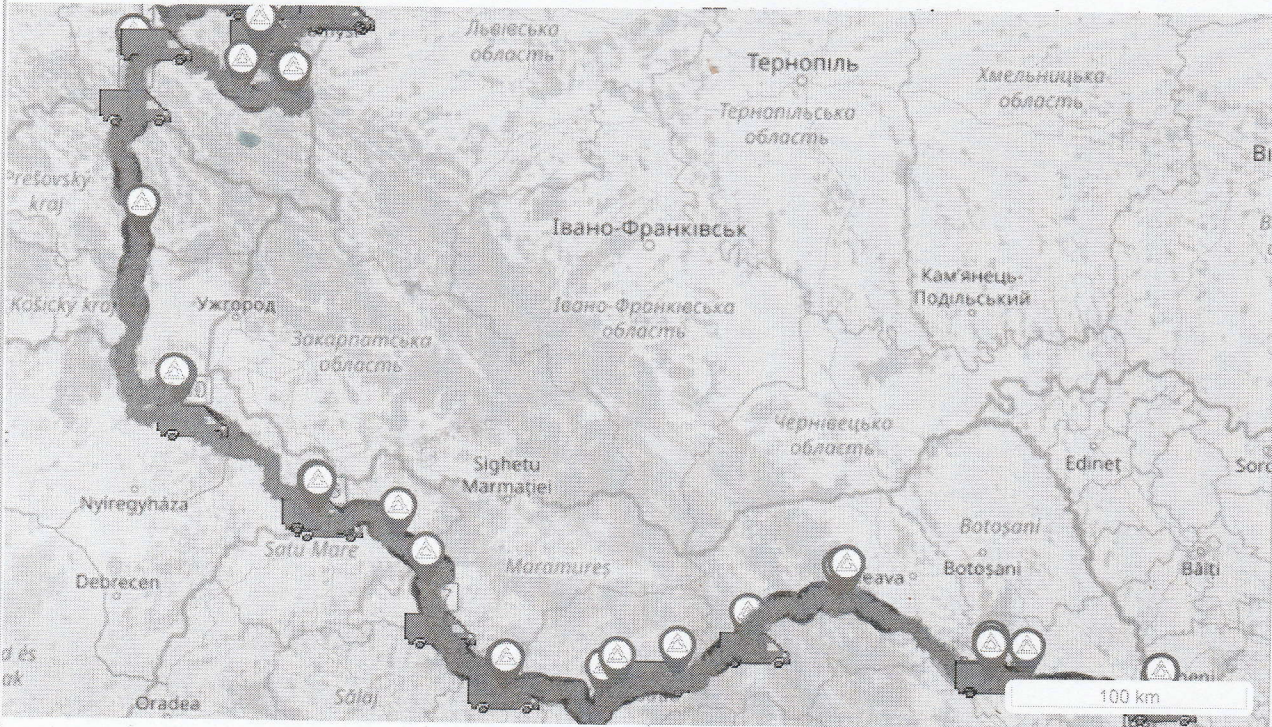 Львівська
область
Тернопіль
Хмельницька
область
Тернопільська
область
Prešovský
kraj
Івано-Франківськ
Кам'янець-
Подільський
Košický kraj
Ужгород
Івано-Франківська
область
Закарпатська
область
Чернівецька
область
Edineț
Sighetu
Marmației
Nyíregyháza
Botoșani
Satu Mare
Maramureș
Botoșani
Bălți
Debrecen
Sălaj
Oradea
100 km